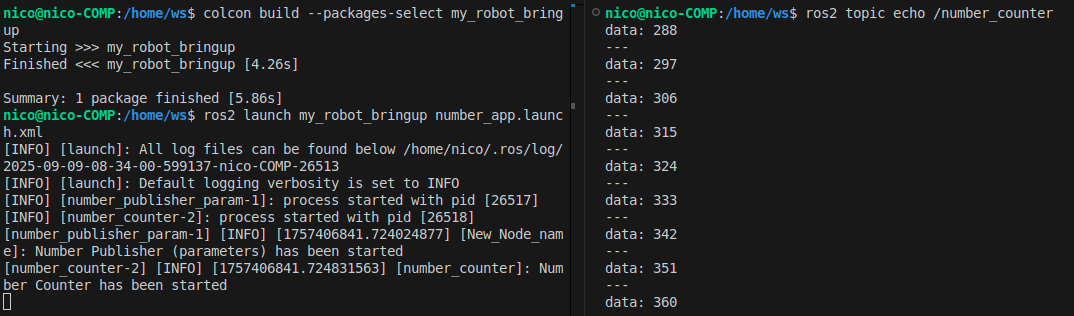 nico@nico-COMP:/home/ws$ colcon build --packages-select my_robot_bring
up
Starting >>> my_robot_bringup
Finished <<< my_robot_bringup [4.26s]
Summary: 1 package finished [5.86s]
nico@nico-COMP:/home/ws$ ros2 launch my_robot_bringup number_app.launc
h.xml
[INFO] [launch]: All log files can be found below /home/nico/.ros/log/
2025-09-09-08-34-00-599137-nico-COMP-26513
[INFO] [launch]: Default logging verbosity is set to INFO
[INFO] [number_publisher_param-1]: process started with pid [26517]
[INFO] [number_counter-2]: process started with pid [26518]
[number_publisher_param-1] [INFO] [1757406841.724024877] [New_Node_nam
e]: Number Publisher (parameters) has been started
[number_counter-2] [INFO] [1757406841.724831563] [number_counter]: Num
ber Counter has been started
nico@nico-COMP:/home/ws$ ros2 topic echo /number_counter
data: 288
---
data: 297
---
data: 306
---
data: 315
---
data: 324
---
data: 333
---
data: 342
---
data: 351
---
data: 360